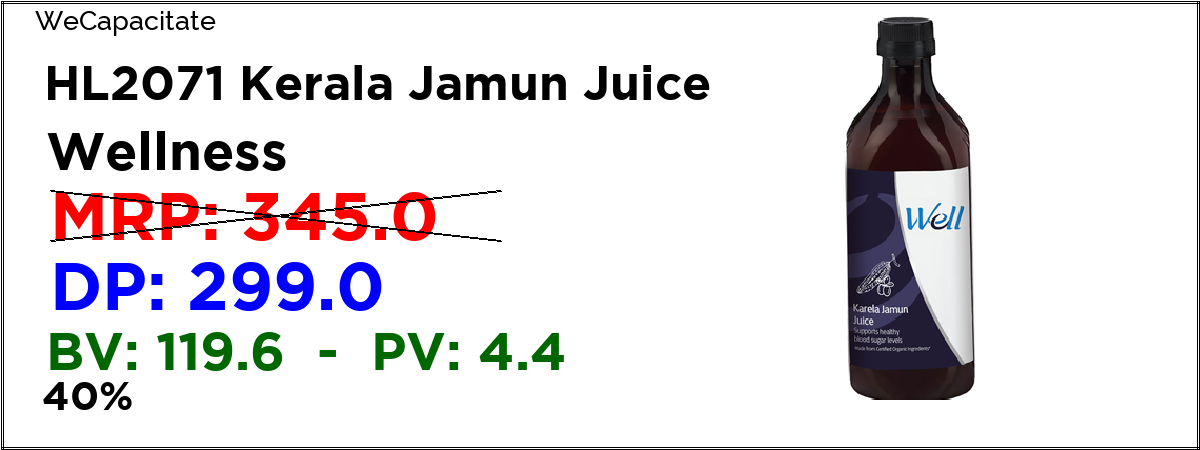 WeCapacitate
HL2071 Kerala Jamun Juice
Wellness
MRP: 345.0
DP: 299.0
BV: 119.6 - PV: 4.4
40%
Well
Karela Jamun
Juice
Supports healthy
blood sugar levels
Made from Certified Organic Ingredients*